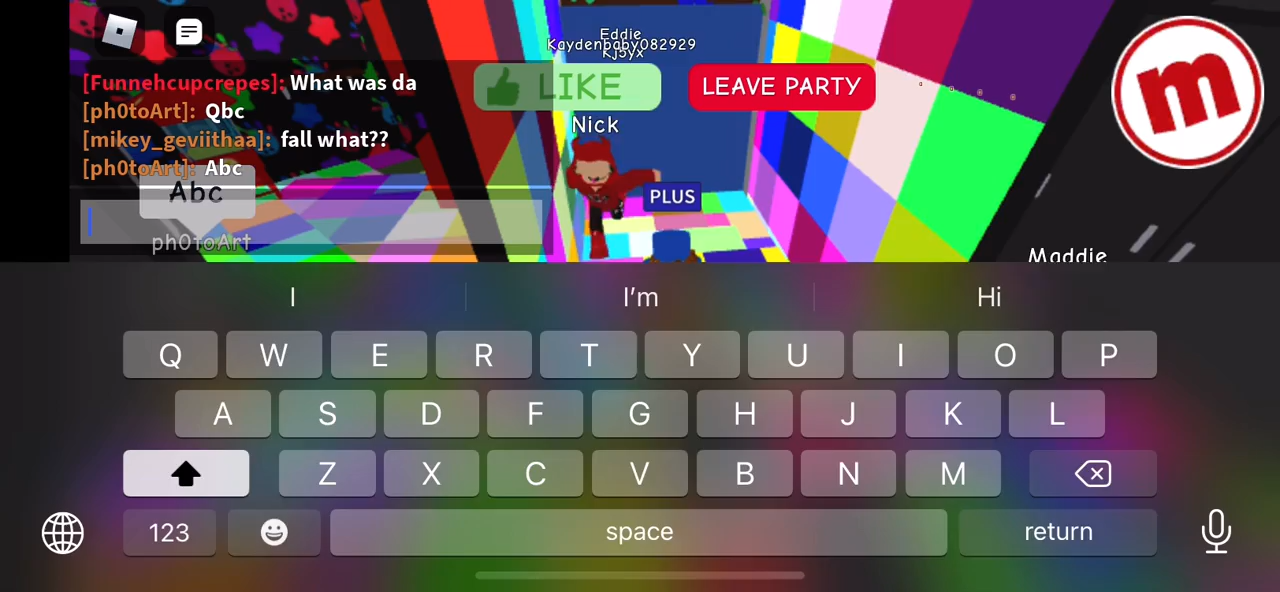 Eddie
Kaydenbaby082929
kj5yx
[Funnehcupcrepes]: What was da
[ph0toArt]: Qbc
[mikey_geviithaa]: fall what??
[ph0toArt]: Abc
LIKE
LEAVE PARTY
m
Nick
PLUS
Abc
ph0toArt
Maddie
I
I’m
Hi
Q W E R T Y U I O P
A S D F G H J K L
Z X C V B N M
123
space
return